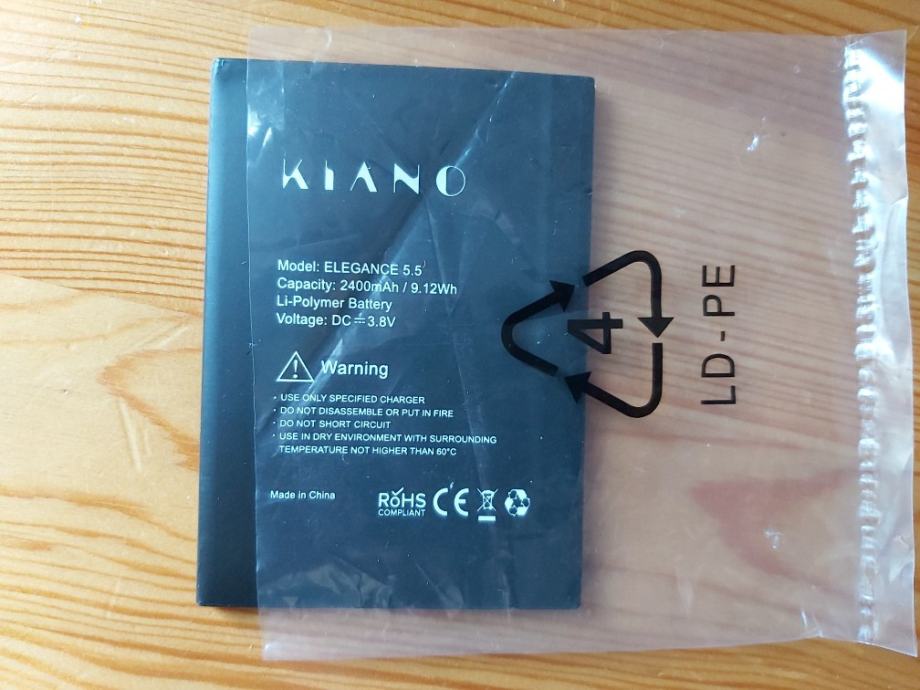 KIANO
Model: ELEGANCE 5.5
Capacity: 2400mAh / 9.12Wh
Li-Polymer Battery
Voltage: DC⎓3.8V
Warning
· USE ONLY SPECIFIED CHARGER
· DO NOT DISASSEMBLE OR PUT IN FIRE
· DO NOT SHORT CIRCUIT
· USE IN DRY ENVIRONMENT WITH SURROUNDING
TEMPERATURE NOT HIGHER THAN 60°C
Made in China
RoHS
COMPLIANT
CE
4
LD-PE